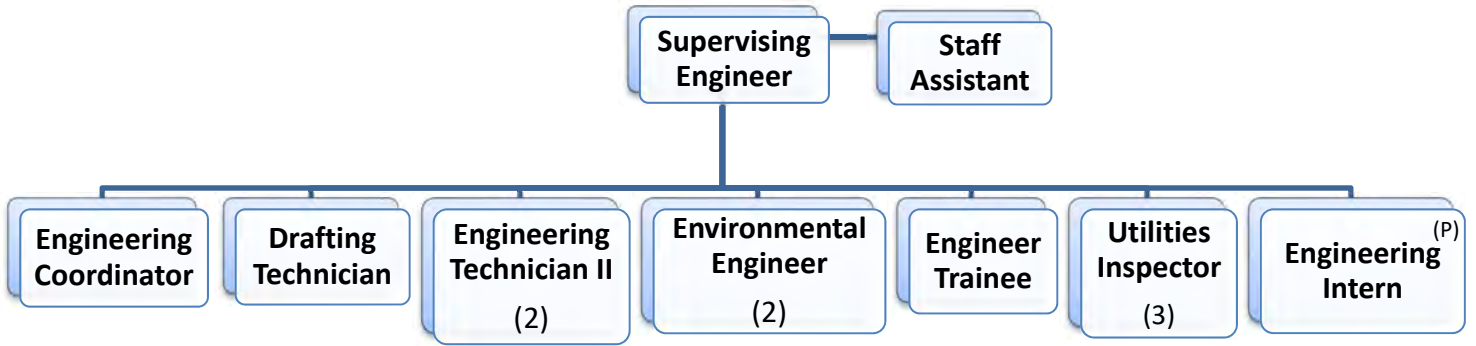 Supervising
Engineer
Staff
Assistant
Engineering
Coordinator
Drafting
Technician
Engineering
Technician II
(2)
Environmental
Engineer
(2)
Engineer
Trainee
Utilities
Inspector
(3)
(P)
Engineering
Intern